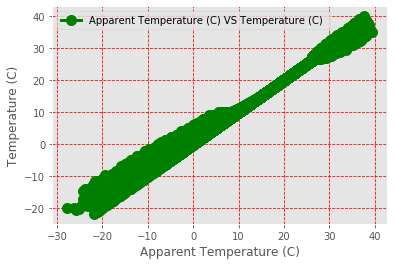 Apparent Temperature (C) VS Temperature (C)
40
30
20
10
0
−10
−20
Temperature (C)
−30 −20 −10 0 10 20 30 40
Apparent Temperature (C)